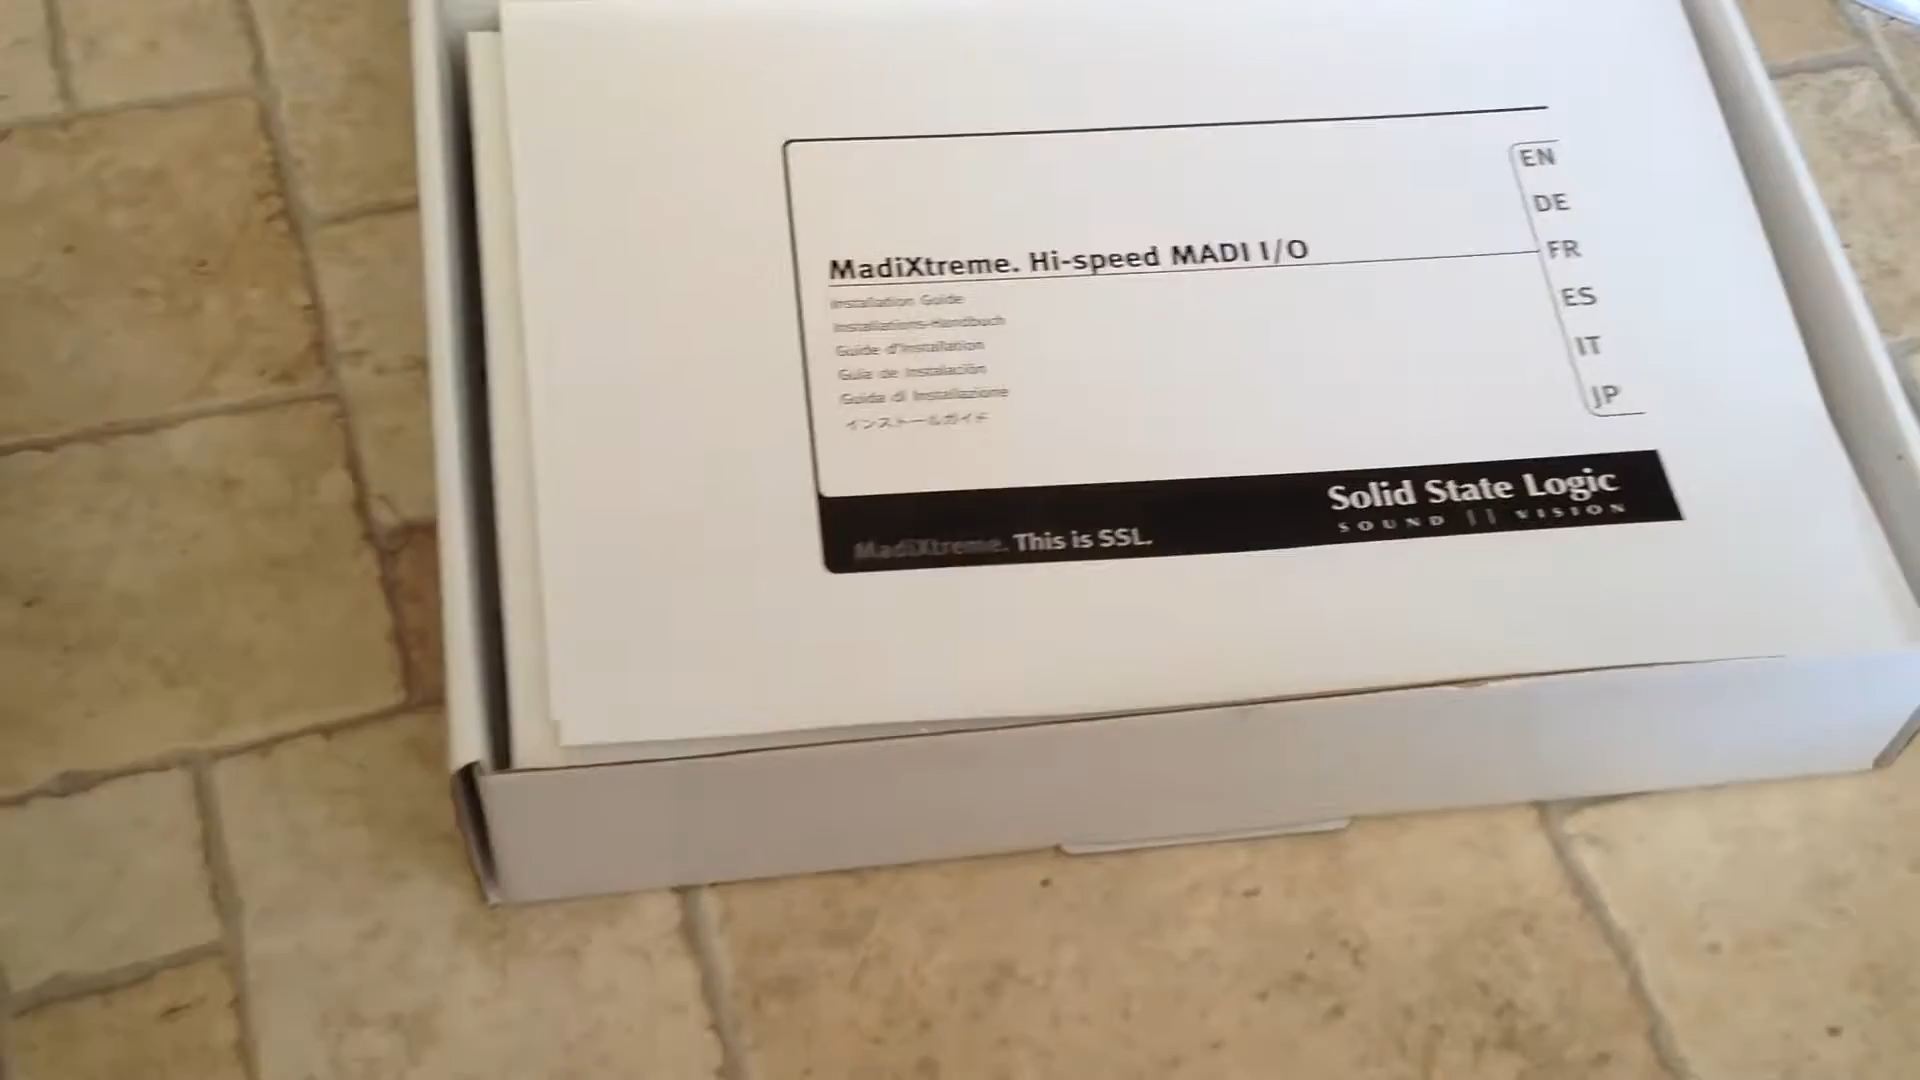 MadiXtreme. Hi-speed MADI I/O
Installation Guide
Installations-Handbuch
Guide d'Installation
Guía de Instalación
Guida di Installazione
インストールガイド
EN
DE
FR
ES
IT
JP
Solid State Logic
SOUND || VISION
MadiXtreme. This is SSL.